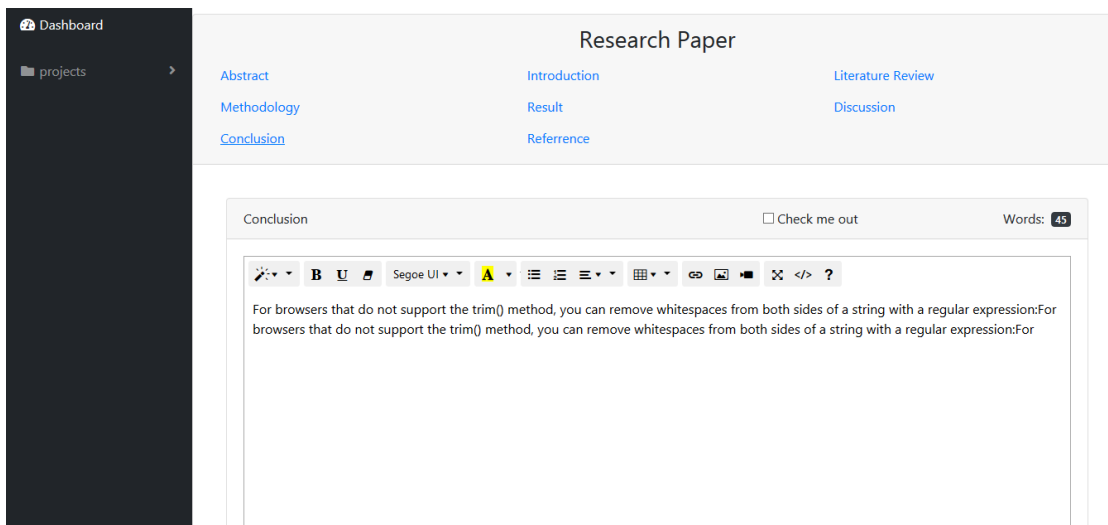 Dashboard
projects
Research Paper
Abstract
Introduction
Literature Review
Methodology
Result
Discussion
Conclusion
Referrence
Conclusion
Check me out
Words: 45
B U Segoe UI A </> ?
For browsers that do not support the trim() method, you can remove whitespaces from both sides of a string with a regular expression:For
browsers that do not support the trim() method, you can remove whitespaces from both sides of a string with a regular expression:For